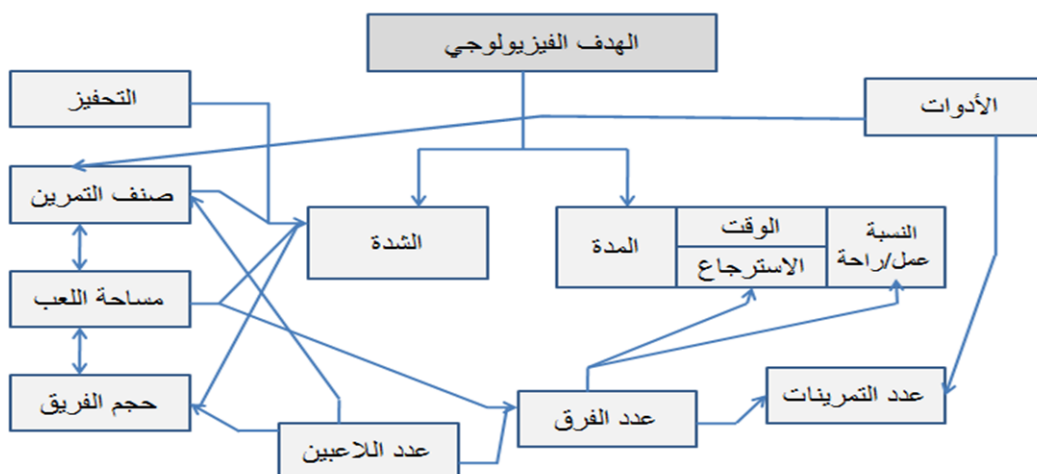 الهدف الفيزيولوجي
التحفيز
الأدوات
صنف التمرين
الشدة
المدة
الوقت
الاسترجاع
النسبة
عمل/راحة
مساحة اللعب
حجم الفريق
عدد اللاعبين
عدد الفرق
عدد التمرينات